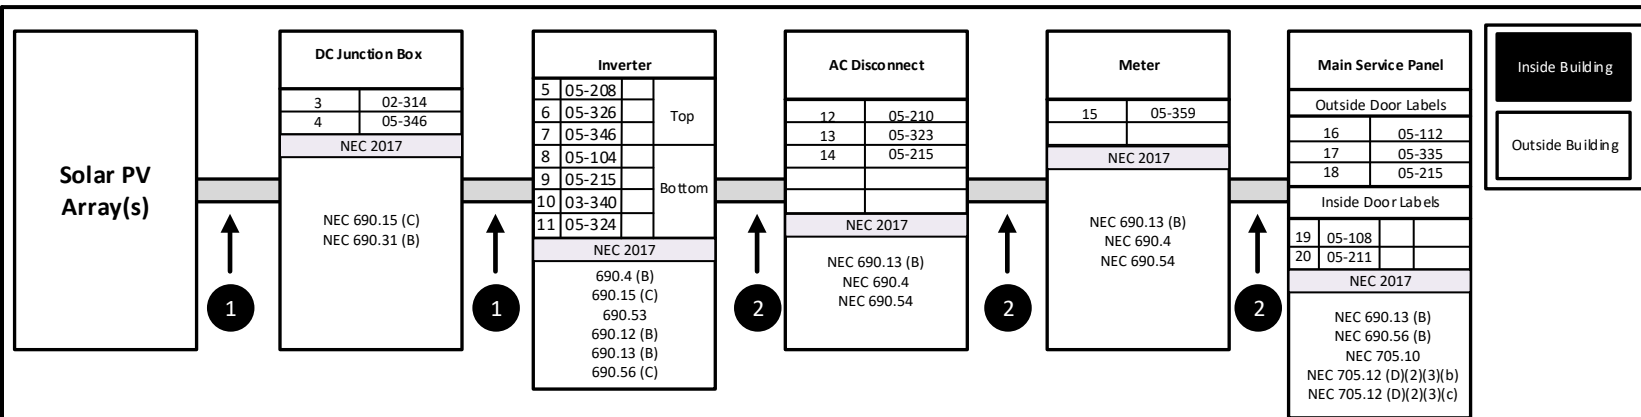 Solar PV
Array(s)
1
DC Junction Box
3 02-314
4 05-346
NEC 2017
NEC 690.15 (C)
NEC 690.31 (B)
1
Inverter
5 05-208
6 05-326
7 05-346
Top
8 05-104
9 05-215
10 03-340
11 05-324
Bottom
NEC 2017
690.4 (B)
690.15 (C)
690.53
690.12 (B)
690.13 (B)
690.56 (C)
2
AC Disconnect
12 05-210
13 05-323
14 05-215
NEC 2017
NEC 690.13 (B)
NEC 690.4
NEC 690.54
2
Meter
15 05-359
NEC 2017
NEC 690.13 (B)
NEC 690.4
NEC 690.54
2
Main Service Panel
Outside Door Labels
16 05-112
17 05-335
18 05-215
Inside Door Labels
19 05-108
20 05-211
NEC 2017
NEC 690.13 (B)
NEC 690.56 (B)
NEC 705.10
NEC 705.12 (D)(2)(3)(b)
NEC 705.12 (D)(2)(3)(c)
Inside Building
Outside Building